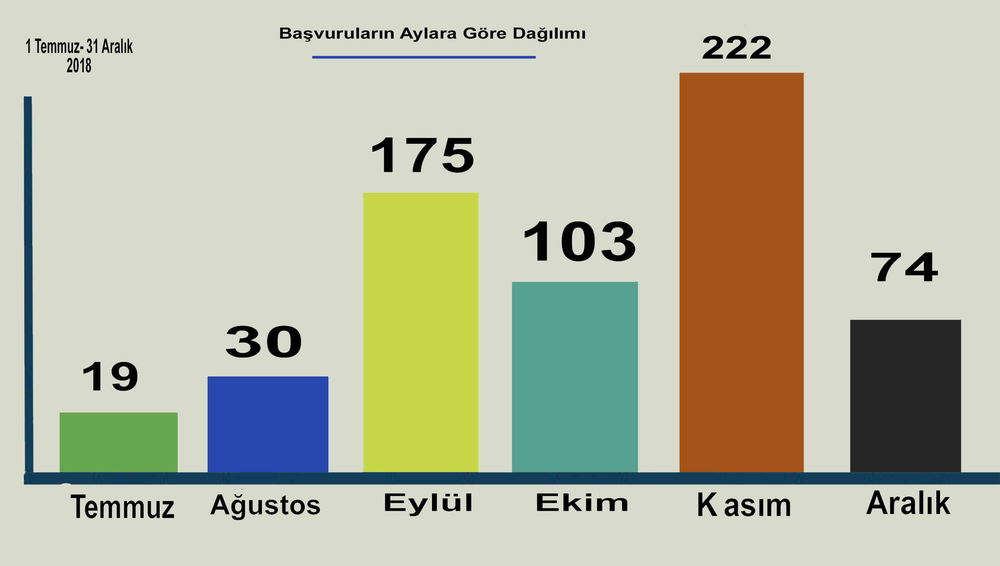 Başvuruların Aylara Göre Dağılımı
1 Temmuz- 31 Aralık
2018
19
30
175
103
222
74
Temmuz
Ağustos
Eylül
Ekim
K asım
Aralık